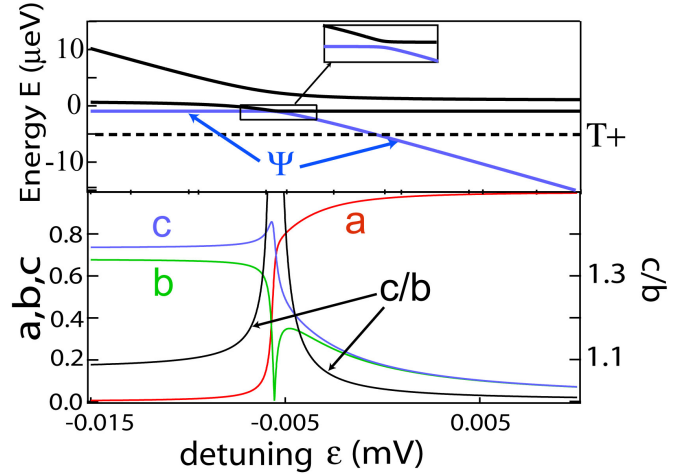 Energy E (μeV)
10
0
-10
Ψ
T+
a,b,c
0.8
0.6
0.4
0.2
0.0
c
b
a
c/b
1.3
1.1
c/b
-0.015
-0.005
0.005
detuning ε (mV)